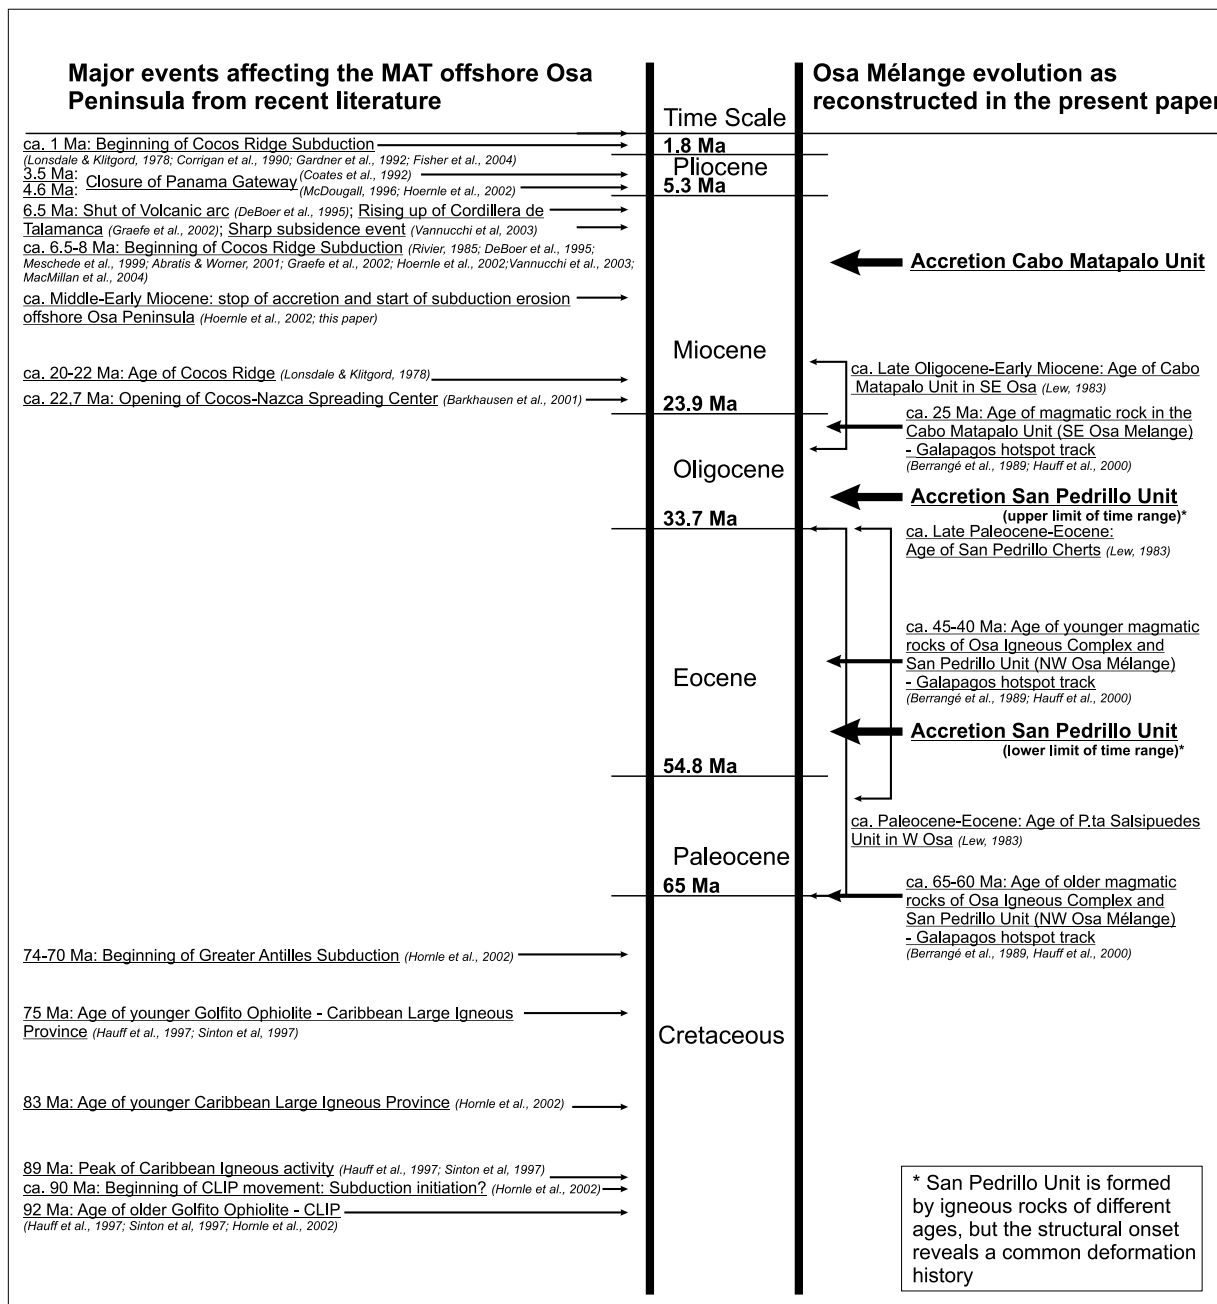 Major events affecting the MAT offshore Osa
Peninsula from recent literature
ca. 1 Ma: Beginning of Cocos Ridge Subduction
(Lonsdale & Klitgord, 1978; Corrigan et al., 1990; Gardner et al., 1992; Fisher et al., 2004)
3.5 Ma:
4.6 Ma:
Closure of Panama Gateway
(Coates et al., 1992)
(McDougall, 1996; Hoernle et al., 2002)
6.5 Ma: Shut of Volcanic arc (DeBoer et al., 1995); Rising up of Cordillera de
Talamanca (Graefe et al., 2002); Sharp subsidence event (Vannucchi et al, 2003)
ca. 6.5-8 Ma: Beginning of Cocos Ridge Subduction (Rivier, 1985; DeBoer et al., 1995;
Meschede et al., 1999; Abratis & Worner, 2001; Graefe et al., 2002; Hoernle et al., 2002;Vannucchi et al., 2003;
MacMillan et al., 2004)
ca. Middle-Early Miocene: stop of accretion and start of subduction erosion
offshore Osa Peninsula (Hoernle et al., 2002; this paper)
ca. 20-22 Ma: Age of Cocos Ridge (Lonsdale & Klitgord, 1978)
ca. 22,7 Ma: Opening of Cocos-Nazca Spreading Center (Barkhausen et al., 2001)
74-70 Ma: Beginning of Greater Antilles Subduction (Hornle et al., 2002)
75 Ma: Age of younger Golfito Ophiolite - Caribbean Large Igneous
Province (Hauff et al., 1997; Sinton et al, 1997)
83 Ma: Age of younger Caribbean Large Igneous Province (Hornle et al., 2002)
89 Ma: Peak of Caribbean Igneous activity (Hauff et al., 1997; Sinton et al, 1997)
ca. 90 Ma: Beginning of CLIP movement: Subduction initiation? (Hornle et al., 2002)
92 Ma: Age of older Golfito Ophiolite - CLIP
(Hauff et al., 1997; Sinton et al, 1997; Hornle et al., 2002)
Time Scale
1.8 Ma
Pliocene
5.3 Ma
Miocene
23.9 Ma
Oligocene
33.7 Ma
Eocene
54.8 Ma
Paleocene
65 Ma
Cretaceous
Osa Mélange evolution as
reconstructed in the present paper
Accretion Cabo Matapalo Unit
ca. Late Oligocene-Early Miocene: Age of Cabo
Matapalo Unit in SE Osa (Lew, 1983)
ca. 25 Ma: Age of magmatic rock in the
Cabo Matapalo Unit (SE Osa Melange)
- Galapagos hotspot track
(Berrangé et al., 1989; Hauff et al., 2000)
Accretion San Pedrillo Unit
(upper limit of time range)*
ca. Late Paleocene-Eocene:
Age of San Pedrillo Cherts (Lew, 1983)
ca. 45-40 Ma: Age of younger magmatic
rocks of Osa Igneous Complex and
San Pedrillo Unit (NW Osa Mélange)
- Galapagos hotspot track
(Berrangé et al., 1989; Hauff et al., 2000)
Accretion San Pedrillo Unit
(lower limit of time range)*
ca. Paleocene-Eocene: Age of P.ta Salsipuedes
Unit in W Osa (Lew, 1983)
ca. 65-60 Ma: Age of older magmatic
rocks of Osa Igneous Complex and
San Pedrillo Unit (NW Osa Mélange)
- Galapagos hotspot track
(Berrangé et al., 1989, Hauff et al., 2000)
* San Pedrillo Unit is formed
by igneous rocks of different
ages, but the structural onset
reveals a common deformation
history